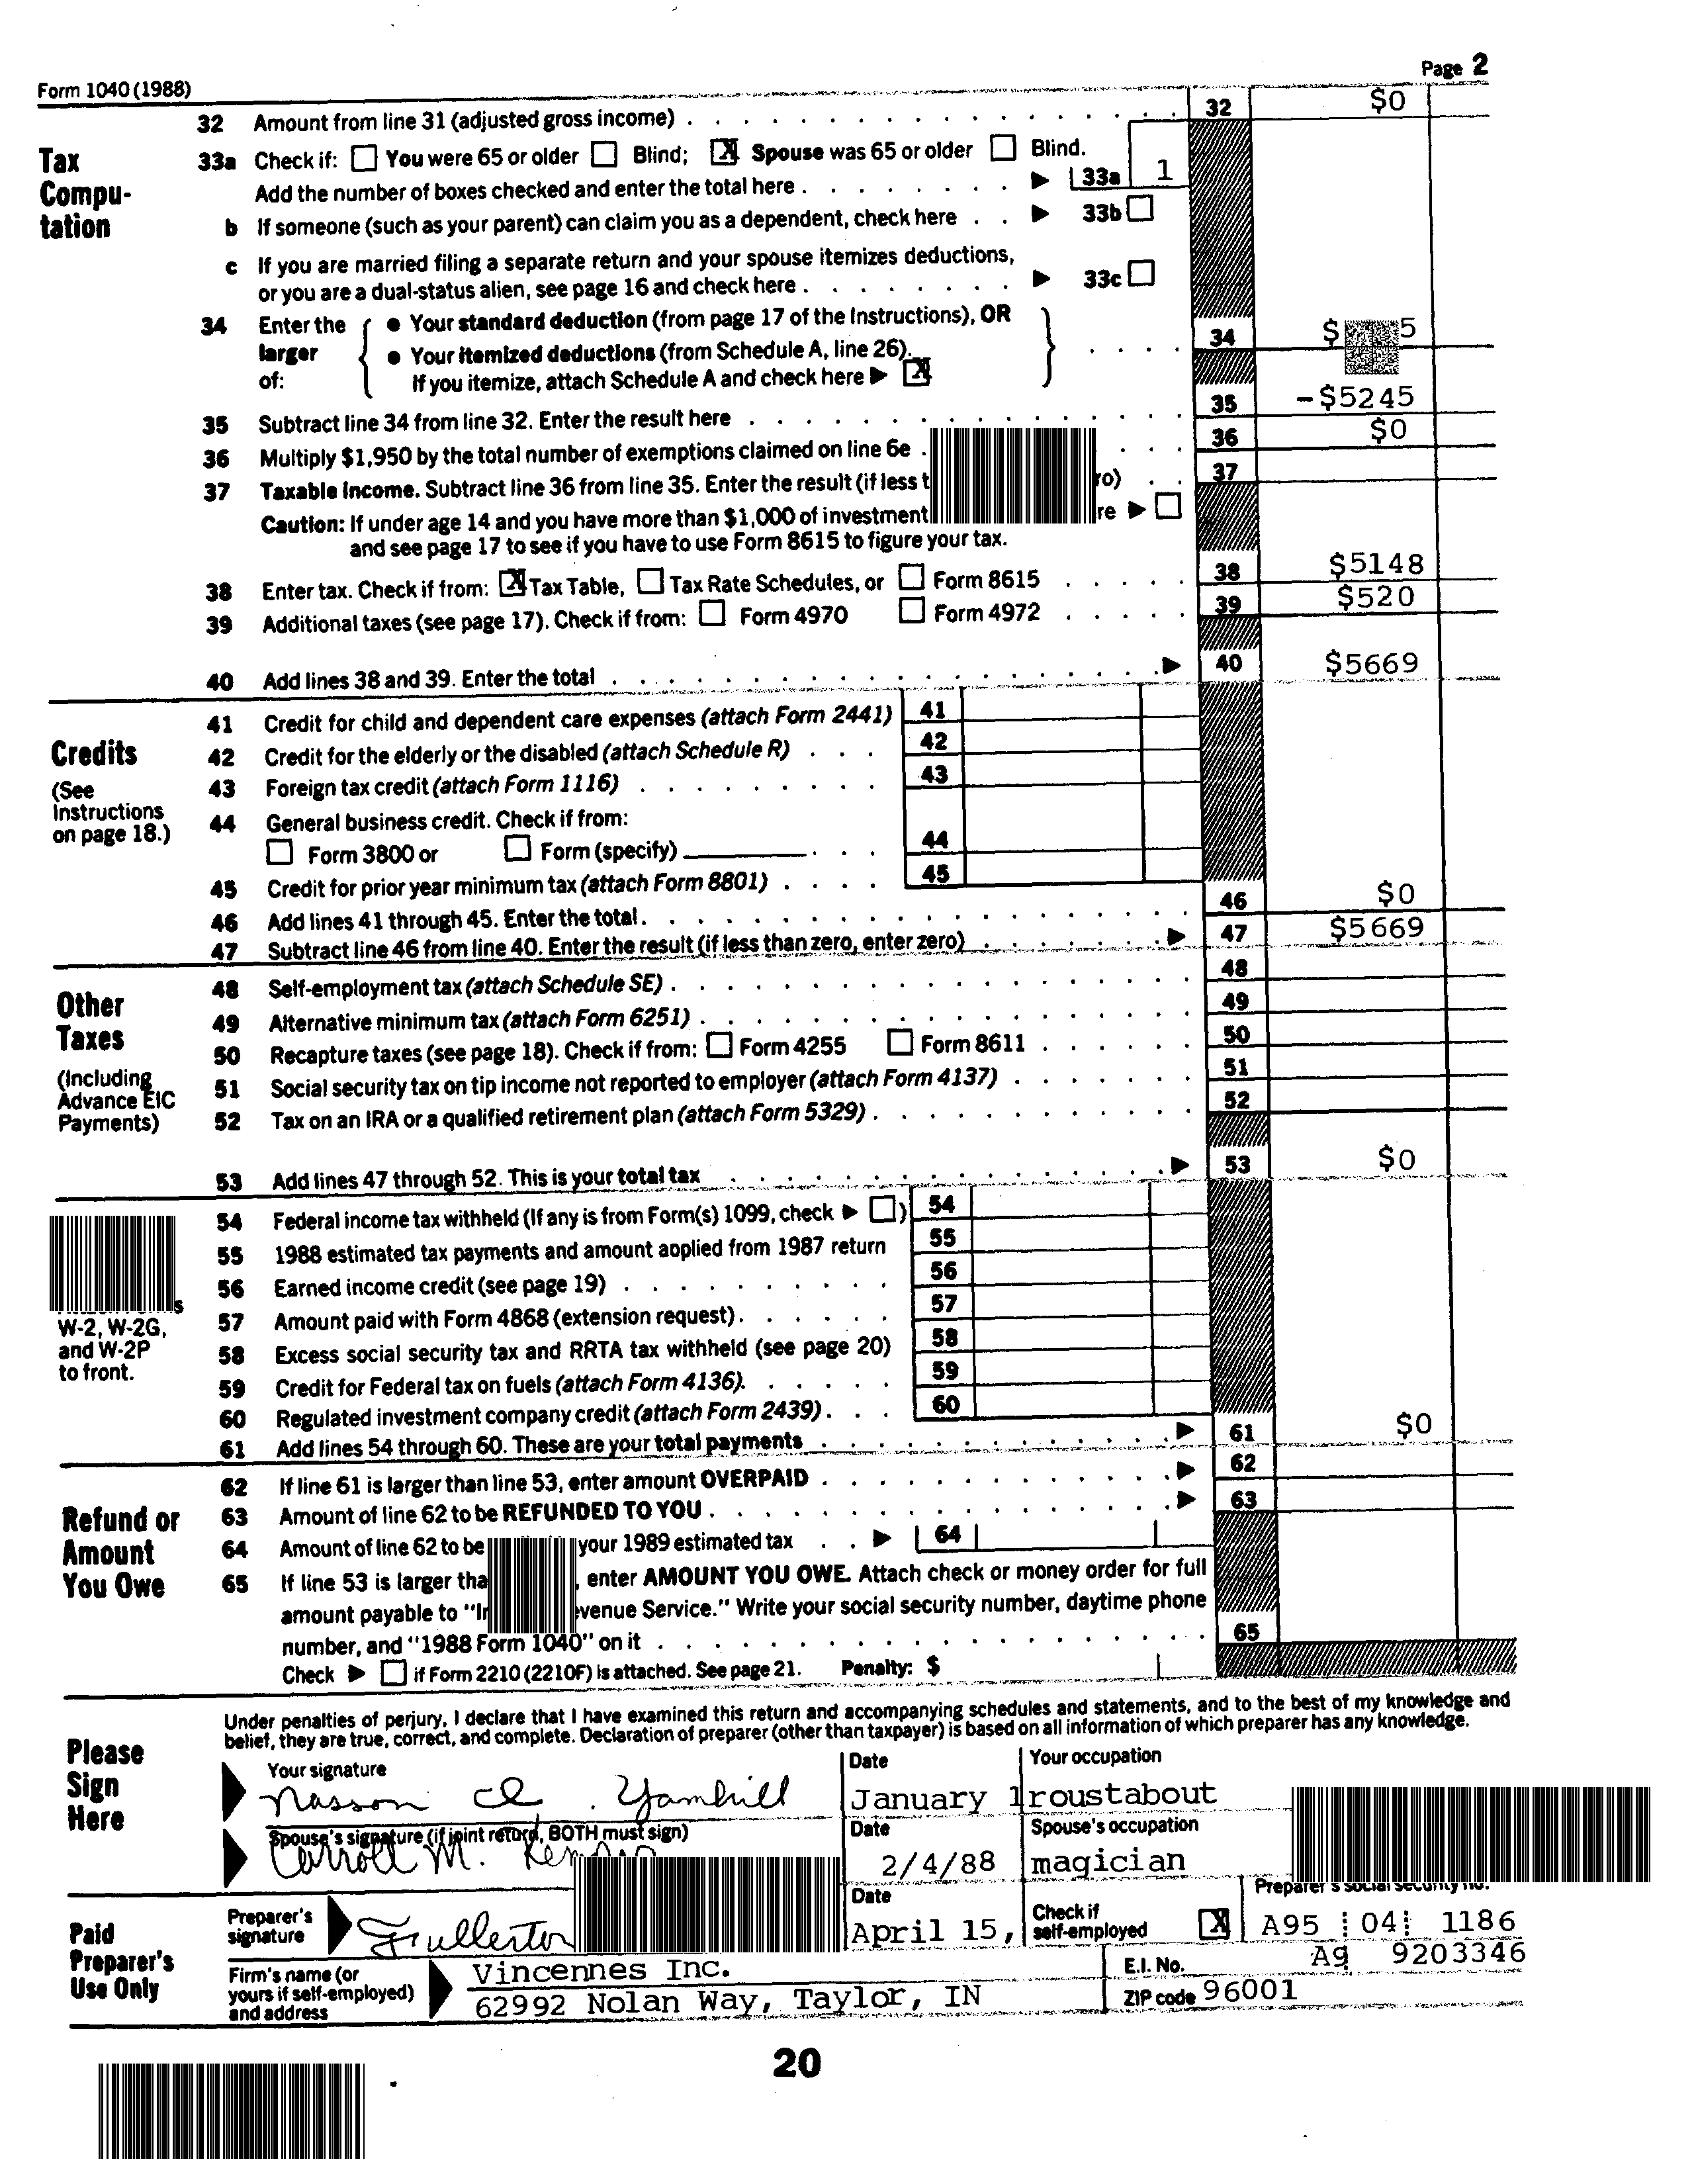 Form 1040 (1988) Page 2
32 Amount from line 31 (adjusted gross income) 32 $0
Tax Compu- tation
33a Check if: You were 65 or older Blind; X Spouse was 65 or older Blind.
Add the number of boxes checked and enter the total here 33a 1
b If someone (such as your parent) can claim you as a dependent, check here 33b
c If you are married filing a separate return and your spouse itemizes deductions,
or you are a dual-status alien, see page 16 and check here 33c
34 Enter the larger of:
• Your standard deduction (from page 17 of the Instructions), OR
• Your itemized deductions (from Schedule A, line 26).
If you itemize, attach Schedule A and check here X
34 $ 5
35 Subtract line 34 from line 32. Enter the result here 35 -$5245
36 Multiply $1,950 by the total number of exemptions claimed on line 6e 36 $0
37 Taxable income. Subtract line 36 from line 35. Enter the result (if less 37
Caution: If under age 14 and you have more than $1,000 of investment
and see page 17 to see if you have to use Form 8615 to figure your tax.
38 Enter tax. Check if from: X Tax Table, Tax Rate Schedules, or Form 8615 38 $5148
39 Additional taxes (see page 17). Check if from: Form 4970 Form 4972 39 $520
40 Add lines 38 and 39. Enter the total 40 $5669
Credits
(See Instructions on page 18.)
41 Credit for child and dependent care expenses (attach Form 2441) 41
42 Credit for the elderly or the disabled (attach Schedule R) 42
43 Foreign tax credit (attach Form 1116) 43
44 General business credit. Check if from:
Form 3800 or Form (specify) 44
45 Credit for prior year minimum tax (attach Form 8801) 45
46 Add lines 41 through 45. Enter the total. 46 $0
47 Subtract line 46 from line 40. Enter the result (if less than zero, enter zero) 47 $5669
Other Taxes
(Including Advance EIC Payments)
48 Self-employment tax (attach Schedule SE) 48
49 Alternative minimum tax (attach Form 6251) 49
50 Recapture taxes (see page 18). Check if from: Form 4255 Form 8611 50
51 Social security tax on tip income not reported to employer (attach Form 4137) 51
52 Tax on an IRA or a qualified retirement plan (attach Form 5329) 52
53 Add lines 47 through 52. This is your total tax 53 $0
W-2, W-2G, and W-2P to front.
54 Federal income tax withheld (If any is from Form(s) 1099, check ) 54
55 1988 estimated tax payments and amount applied from 1987 return 55
56 Earned income credit (see page 19) 56
57 Amount paid with Form 4868 (extension request) 57
58 Excess social security tax and RRTA tax withheld (see page 20) 58
59 Credit for Federal tax on fuels (attach Form 4136). 59
60 Regulated investment company credit (attach Form 2439) 60
61 Add lines 54 through 60. These are your total payments 61 $0
Refund or Amount You Owe
62 If line 61 is larger than line 53, enter amount OVERPAID 62
63 Amount of line 62 to be REFUNDED TO YOU 63
64 Amount of line 62 to be your 1989 estimated tax 64
65 If line 53 is larger , enter AMOUNT YOU OWE. Attach check or money order for full
amount payable to Service." Write your social security number, daytime phone
number, and "1988 Form 1040" on it 65
Check if Form 2210 (2210F) is attached. See page 21. Penalty: $
Please Sign Here
Under penalties of perjury, I declare that I have examined this return and accompanying schedules and statements, and to the best of my knowledge and
belief, they are true, correct, and complete. Declaration of preparer (other than taxpayer) is based on all information of which preparer has any knowledge.
Your signature Date Your occupation
Yamhill January 1 roustabout
Spouse's signature (if joint return, BOTH must sign) Date Spouse's occupation
Carroll M. 2/4/88 magician
Paid Preparer's Use Only
Preparer's signature Date Check if self-employed X Preparer's social security no.
Fullerton April 15, A95 04 1186
Firm's name (or yours if self-employed) and address
Vincennes Inc. E.I. No. A9 9203346
62992 Nolan Way, Taylor, IN ZIP code 96001
20